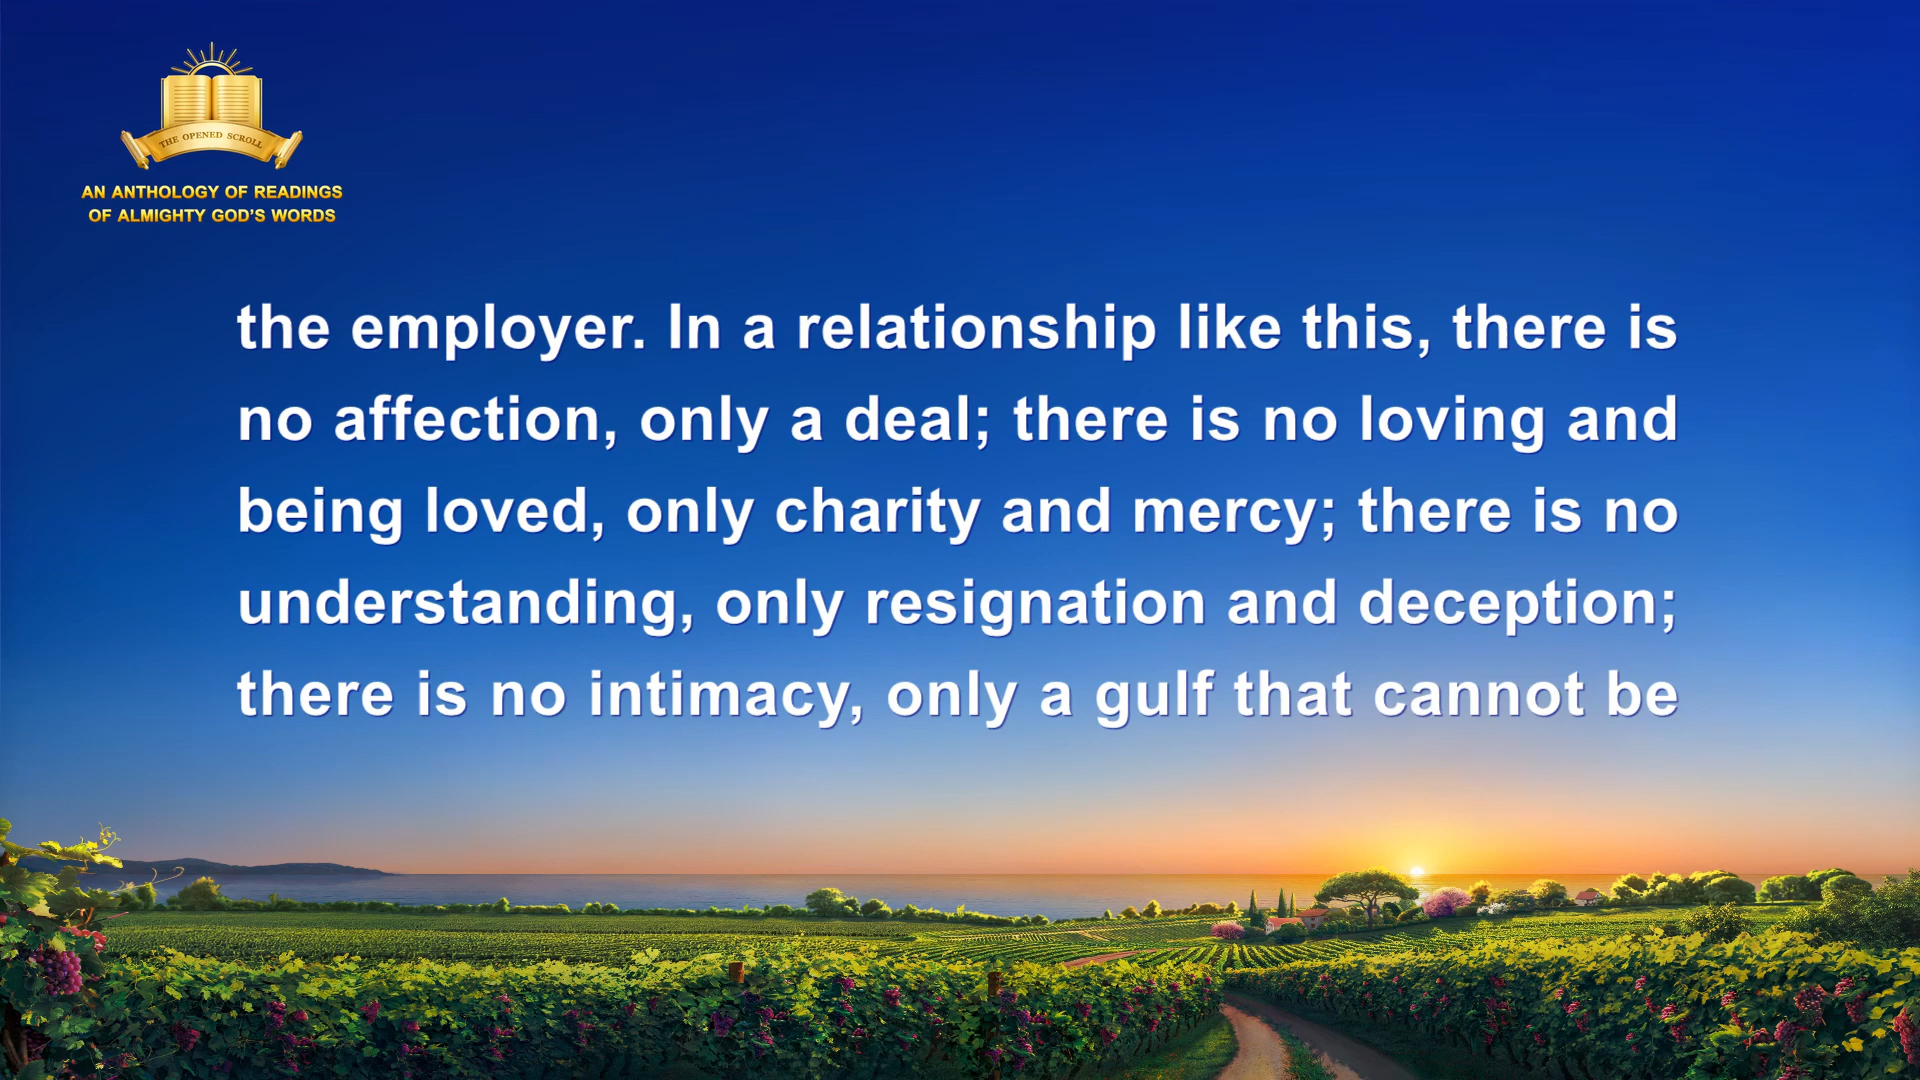 THE OPENED SCROLL
AN ANTHOLOGY OF READINGS
OF ALMIGHTY GOD'S WORDS
the employer. In a relationship like this, there is
no affection, only a deal; there is no loving and
being loved, only charity and mercy; there is no
understanding, only resignation and deception;
there is no intimacy, only a gulf that cannot be